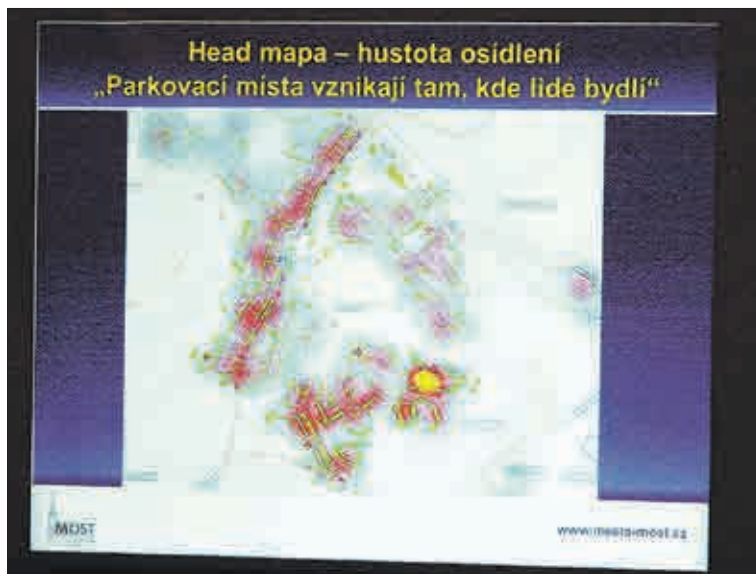 Head mapa – hustota osídlení
„Parkovací místa vznikají tam, kde lidé bydlí“
MOST
www.mesto-most.cz